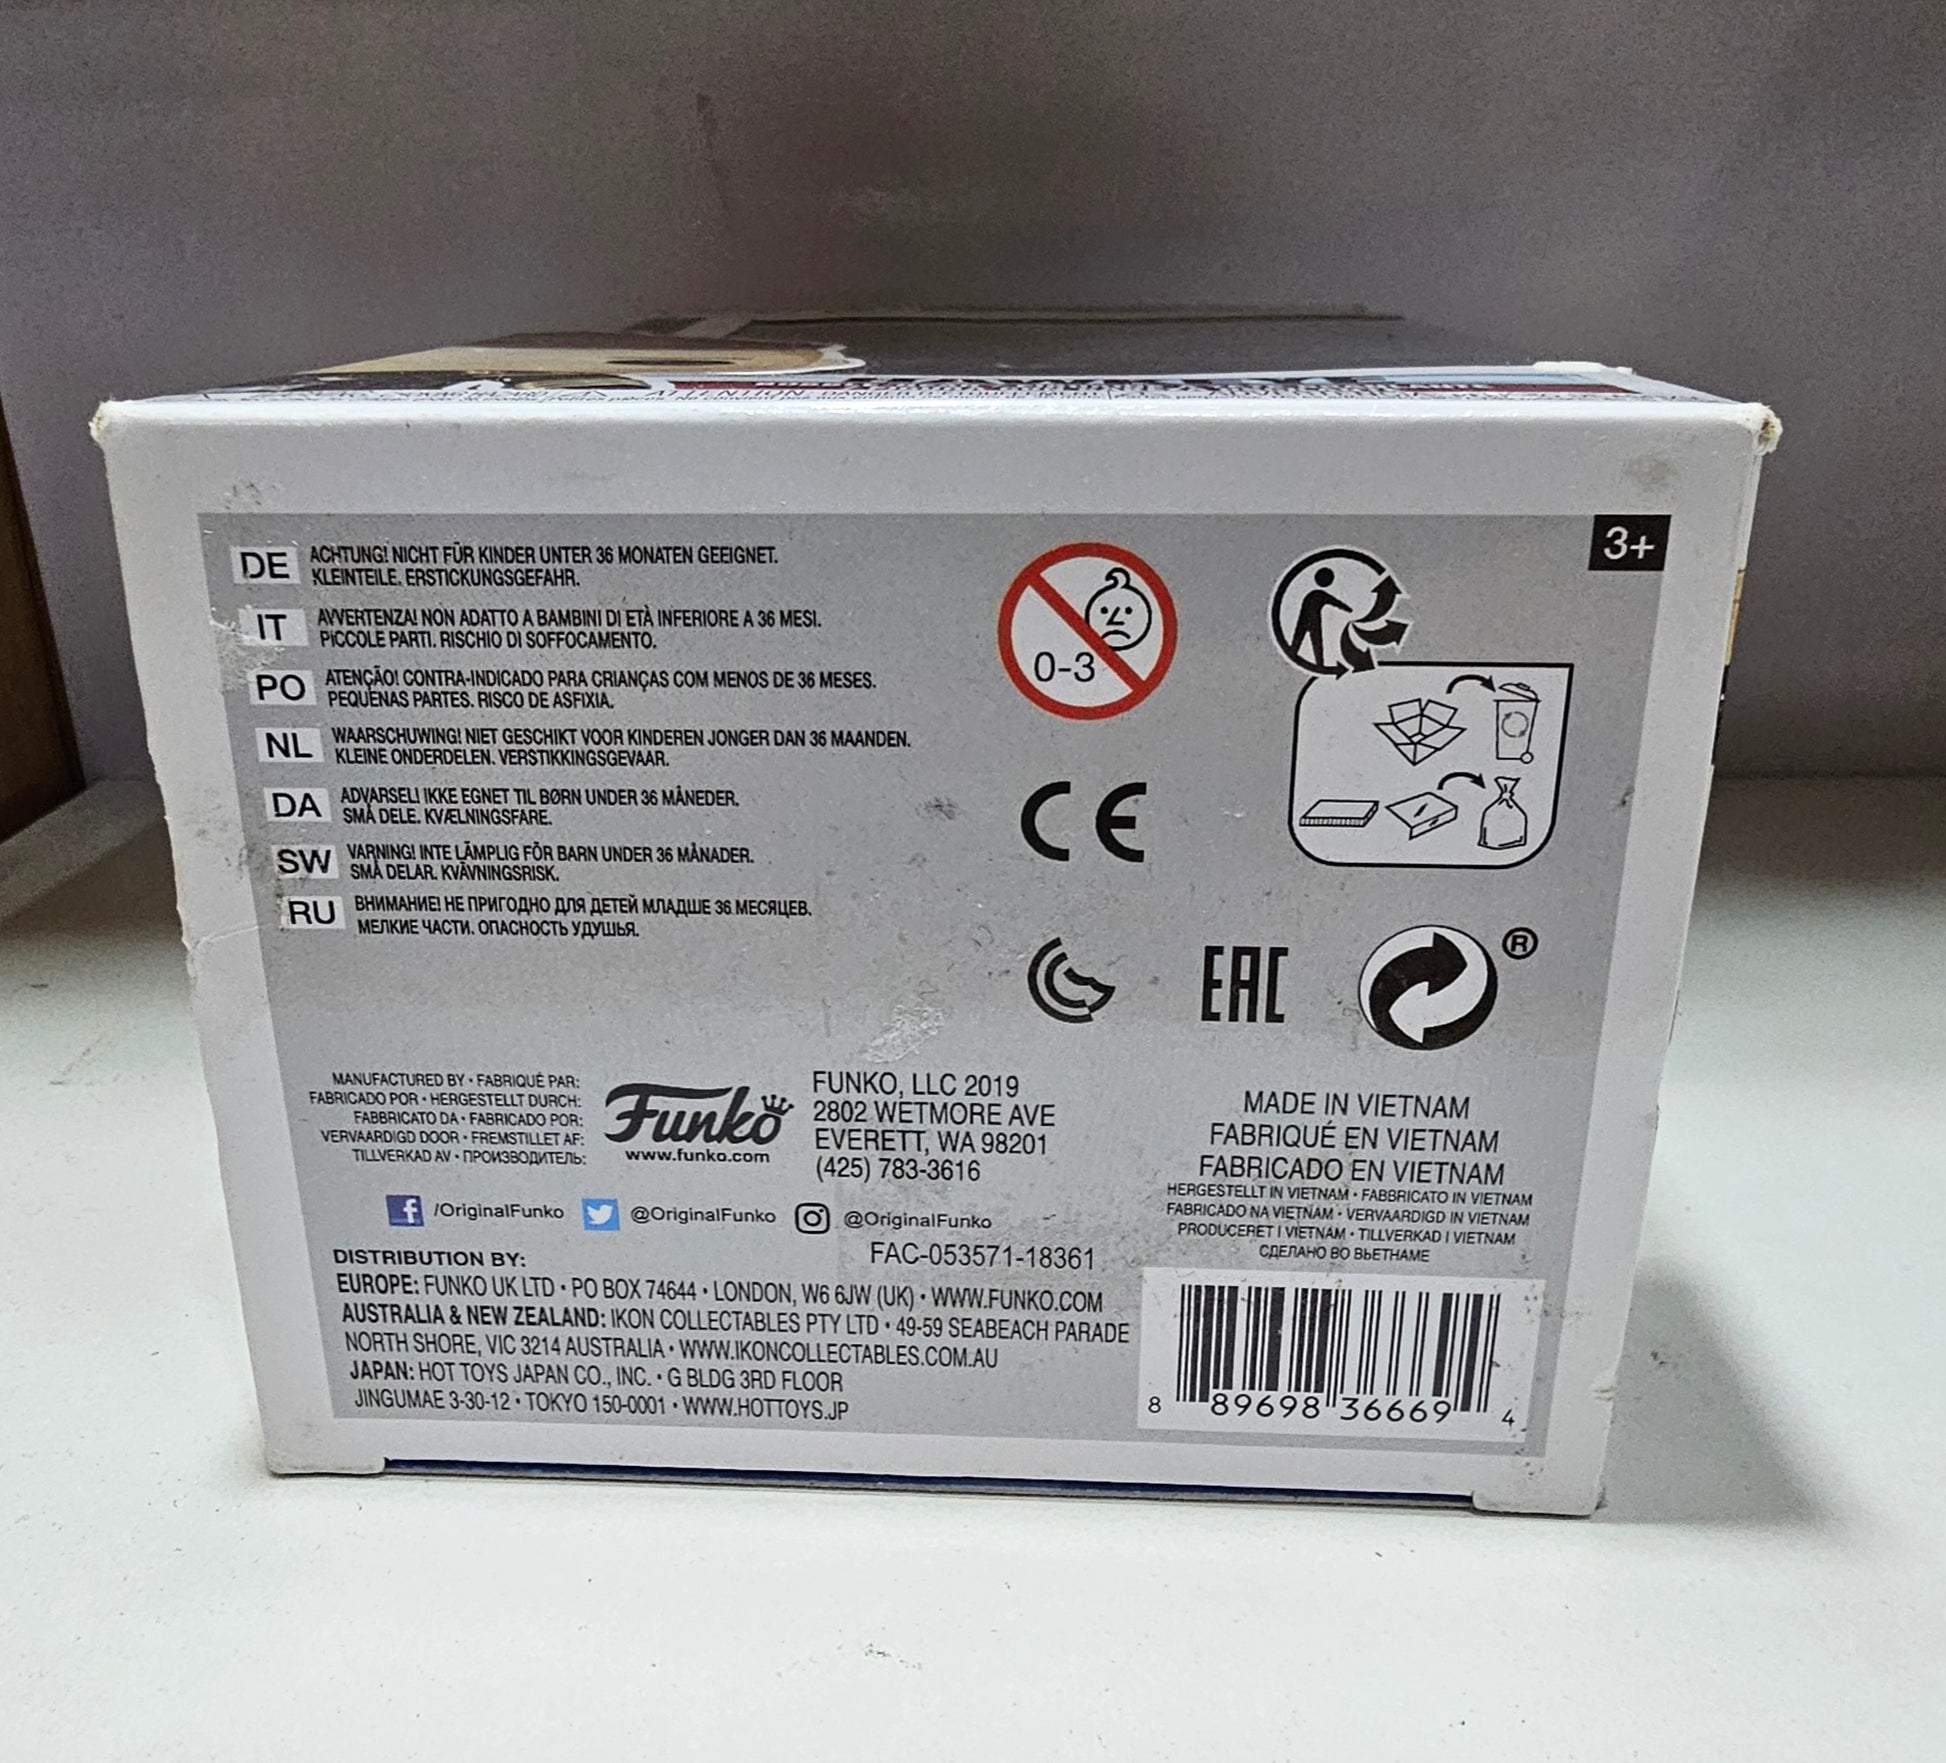 3+
DE
ACHTUNG! NICHT FÜR KINDER UNTER 36 MONATEN GEEIGNET.
KLEINTEILE. ERSTICKUNGSGEFAHR.
IT
AVVERTENZA! NON ADATTO A BAMBINI DI ETÀ INFERIORE A 36 MESI.
PICCOLE PARTI. RISCHIO DI SOFFOCAMENTO.
PO
ATENÇÃO! CONTRA-INDICADO PARA CRIANÇAS COM MENOS DE 36 MESES.
PEQUENAS PARTES. RISCO DE ASFIXIA.
NL
WAARSCHUWING! NIET GESCHIKT VOOR KINDEREN JONGER DAN 36 MAANDEN.
KLEINE ONDERDELEN. VERSTIKKINGSGEVAAR.
DA
ADVARSEL! IKKE EGNET TIL BØRN UNDER 36 MÅNEDER.
SMÅ DELE. KVÆLNINGSFARE.
SW
VARNING! INTE LÄMPLIG FÖR BARN UNDER 36 MÅNADER.
SMÅ DELAR. KVÄVNINGSRISK.
RU
ВНИМАНИЕ! НЕ ПРИГОДНО ДЛЯ ДЕТЕЙ МЛАДШЕ 36 МЕСЯЦЕВ.
МЕЛКИЕ ЧАСТИ. ОПАСНОСТЬ УДУШЬЯ.
0-3
CE
EAC
®
MANUFACTURED BY • FABRIQUÉ PAR:
FABRICADO POR • HERGESTELLT DURCH:
FABBRICATO DA • FABRICADO POR:
VERVAARDIGD DOOR • FREMSTILLET AF:
TILLVERKAD AV • ПРОИЗВОДИТЕЛЬ:
Funko
www.funko.com
FUNKO, LLC 2019
2802 WETMORE AVE
EVERETT, WA 98201
(425) 783-3616
MADE IN VIETNAM
FABRIQUÉ EN VIETNAM
FABRICADO EN VIETNAM
HERGESTELLT IN VIETNAM • FABBRICATO IN VIETNAM
FABRICADO NA VIETNAM • VERVAARDIGD IN VIETNAM
PRODUCERET I VIETNAM • TILLVERKAD I VIETNAM
СДЕЛАНО ВО ВЬЕТНАМЕ
/OriginalFunko
@OriginalFunko
@OriginalFunko
FAC-053571-18361
DISTRIBUTION BY:
EUROPE: FUNKO UK LTD • PO BOX 74644 • LONDON, W6 6JW (UK) • WWW.FUNKO.COM
AUSTRALIA & NEW ZEALAND: IKON COLLECTABLES PTY LTD • 49-59 SEABEACH PARADE
NORTH SHORE, VIC 3214 AUSTRALIA • WWW.IKONCOLLECTABLES.COM.AU
JAPAN: HOT TOYS JAPAN CO., INC. • G BLDG 3RD FLOOR
JINGUMAE 3-30-12 • TOKYO 150-0001 • WWW.HOTTOYS.JP
8 89698 36669 4